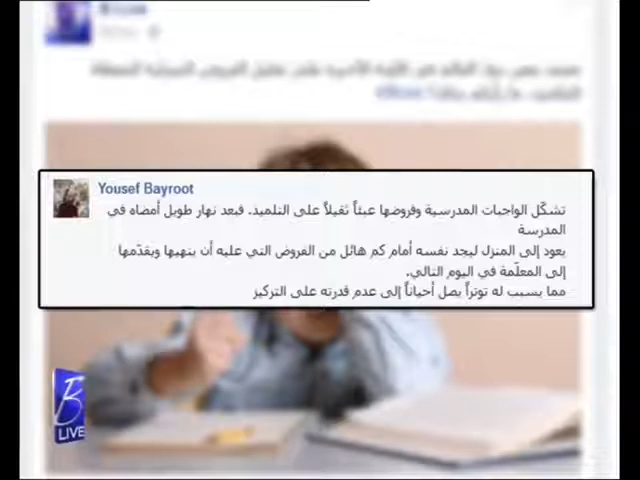 Yousef Bayroot
تشكّل الواجبات المدرسية وفروضها عبئاً ثقيلاً على التلميذ. فبعد نهار طويل أمضاه في
المدرسة
يعود إلى المنزل ليجد نفسه أمام كم هائل من الفروض التي عليه أن ينهيها ويقدّمها
إلى المعلّمة في اليوم التالي.
مما يسبب له توتراً يصل أحياناً إلى عدم قدرته على التركيز
B
LIVE